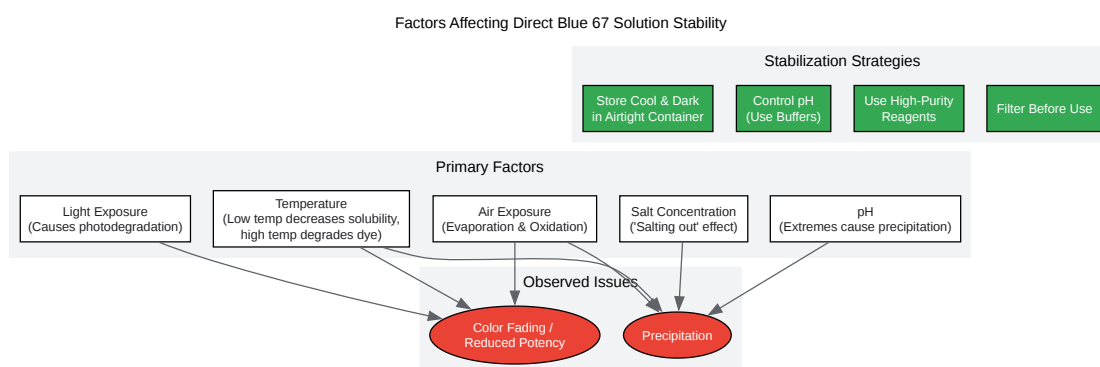 Factors Affecting Direct Blue 67 Solution Stability
Stabilization Strategies
Store Cool & Dark
in Airtight Container
Control pH
(Use Buffers)
Use High-Purity
Reagents
Filter Before Use
Primary Factors
Light Exposure
(Causes photodegradation)
Temperature
(Low temp decreases solubility,
high temp degrades dye)
Air Exposure
(Evaporation & Oxidation)
Salt Concentration
('Salting out' effect)
pH
(Extremes cause precipitation)
Observed Issues
Color Fading /
Reduced Potency
Precipitation